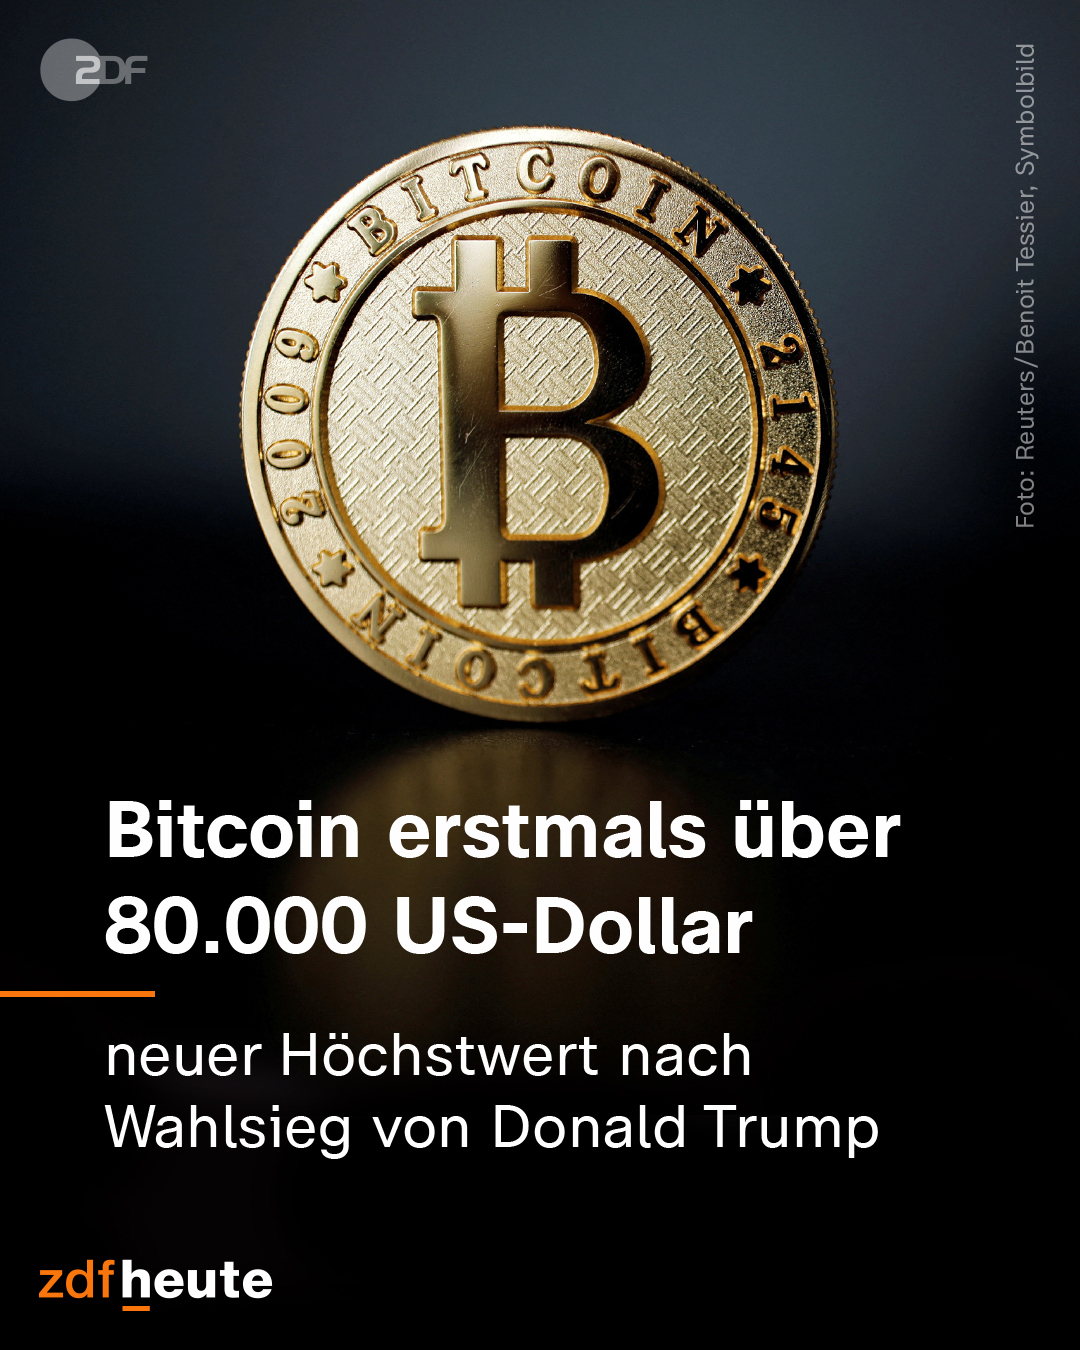 ZDF
Foto: Reuters/Benoit Tessier, Symbolbild
BITCOIN
2145
BITCOIN
2009
Bitcoin erstmals über
80.000 US-Dollar
neuer Höchstwert nach
Wahlsieg von Donald Trump
zdfheute